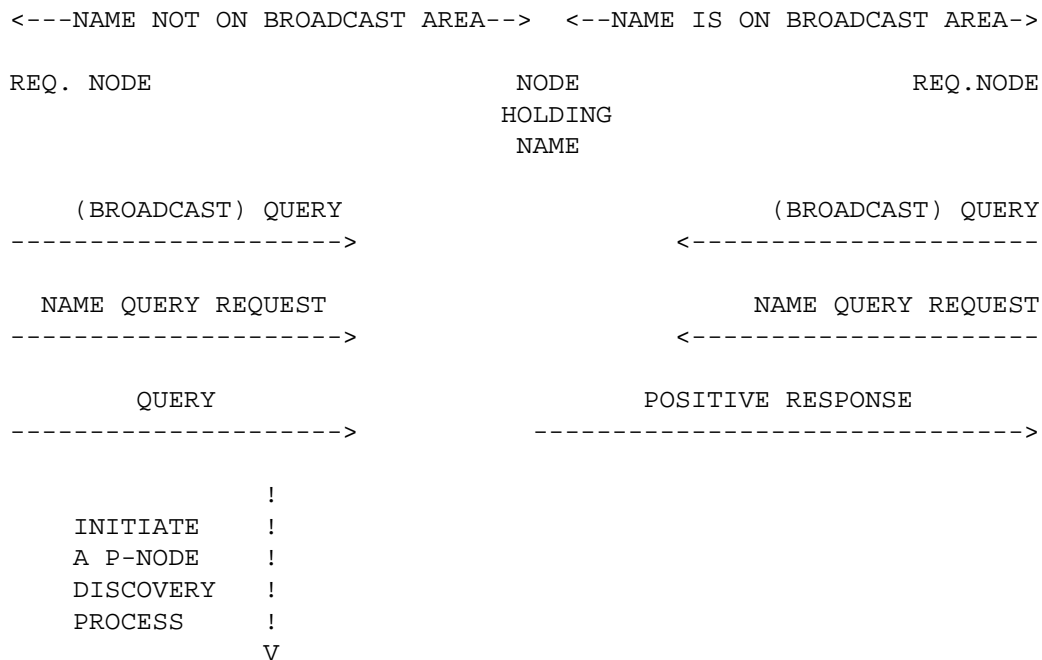 <---NAME NOT ON BROADCAST AREA--> <--NAME IS ON BROADCAST AREA->
REQ. NODE NODE REQ.NODE
HOLDING
NAME
(BROADCAST) QUERY (BROADCAST) QUERY
---------------------> <----------------------
NAME QUERY REQUEST NAME QUERY REQUEST
---------------------> <----------------------
QUERY POSITIVE RESPONSE
---------------------> ------------------------------->
!
INITIATE !
A P-NODE !
DISCOVERY !
PROCESS !
V